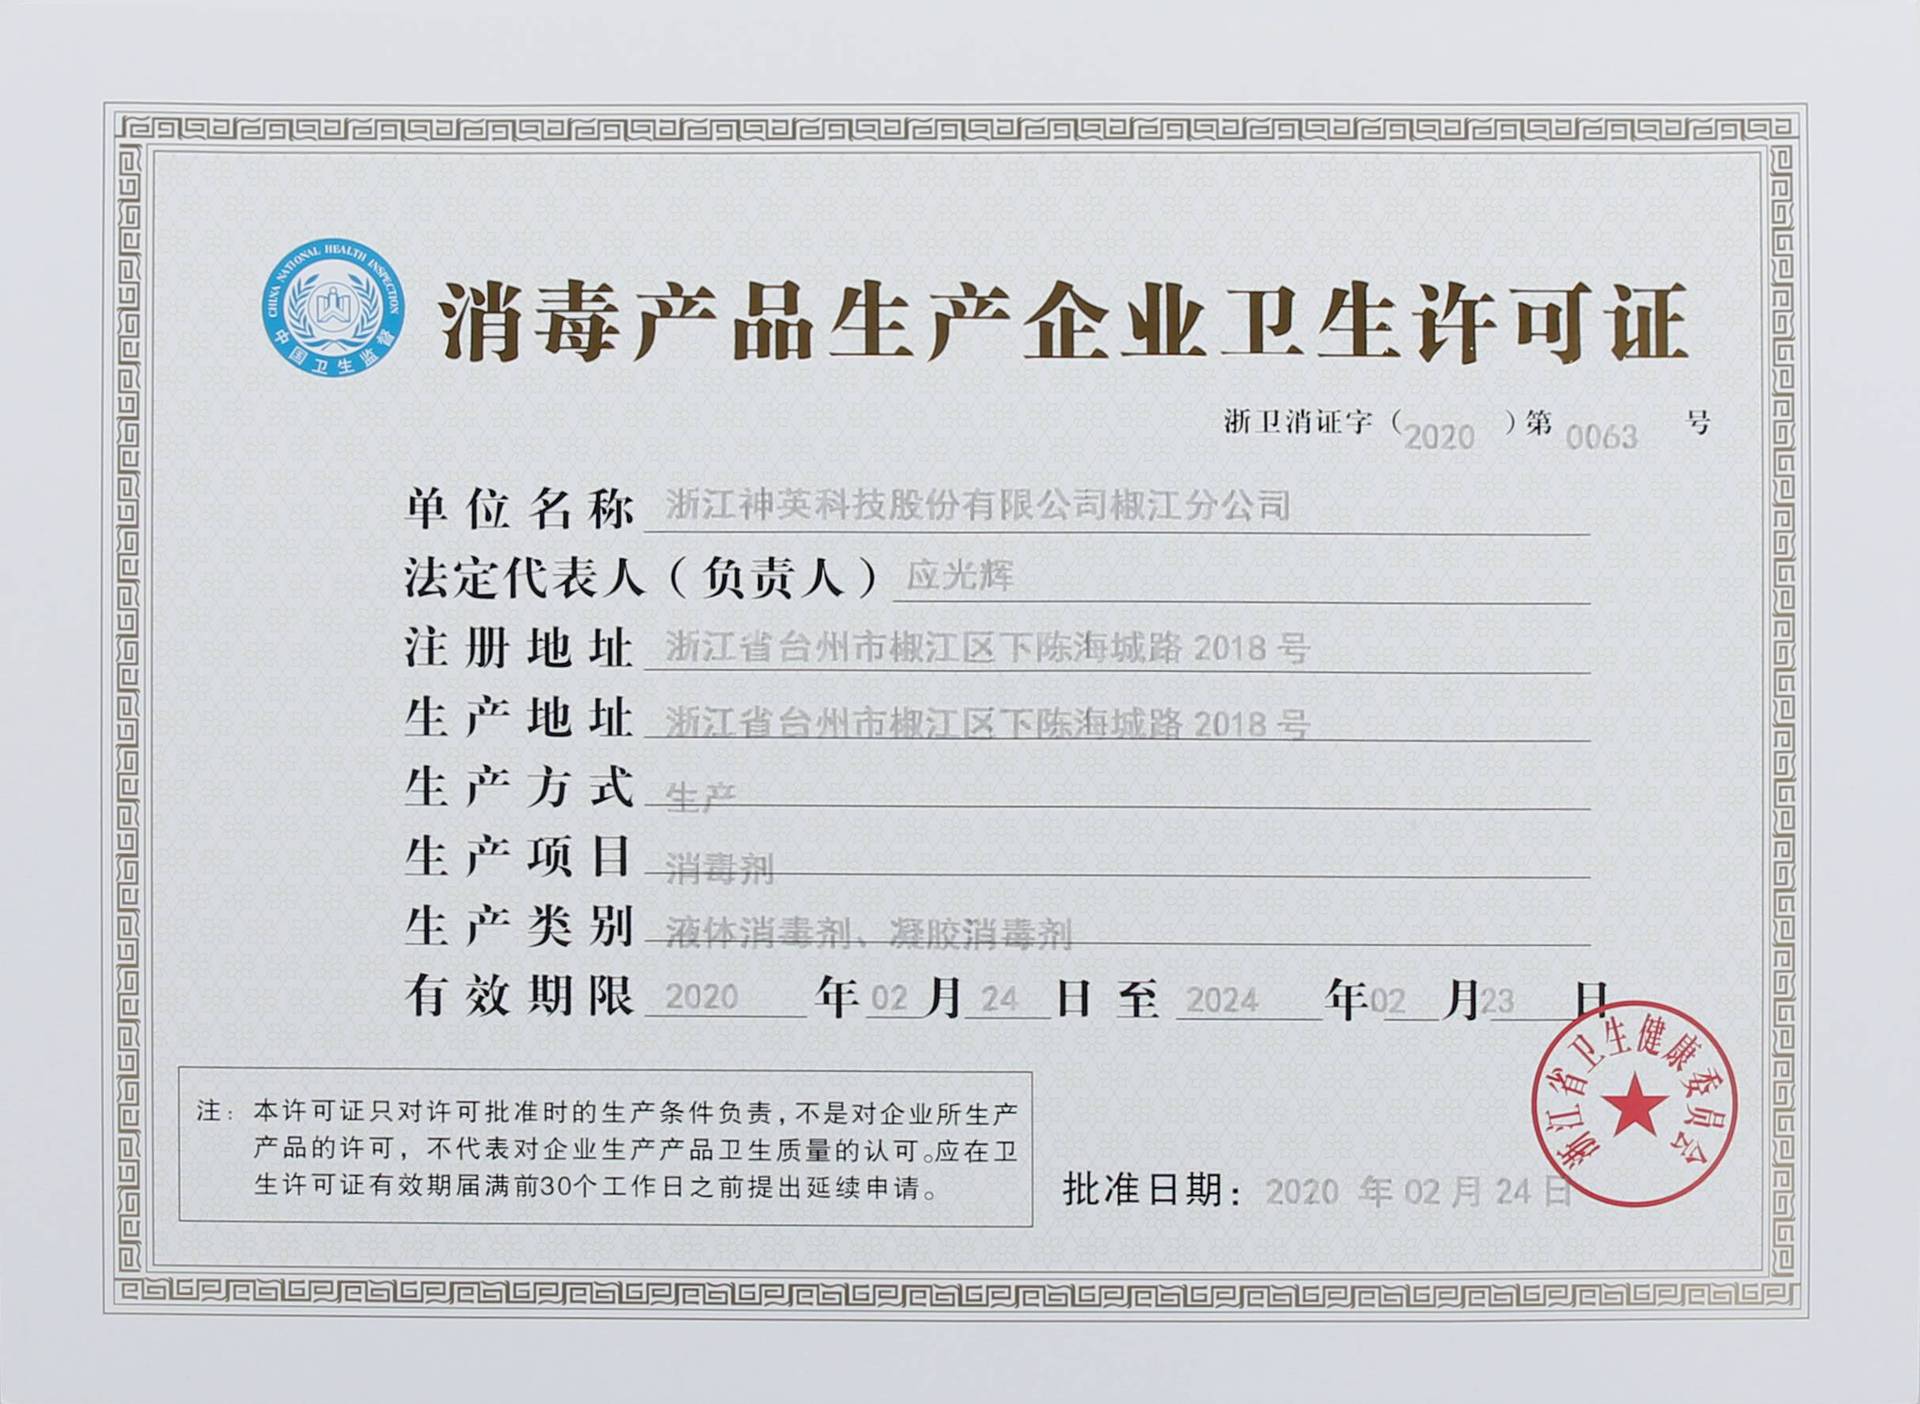 CHINA NATIONAL HEALTH INSPECTION
中国卫生监督
消毒产品生产企业卫生许可证
浙卫消证字（2020）第 0063 号
单位名称 浙江神英科技股份有限公司椒江分公司
法定代表人（负责人）应光辉
注册地址 浙江省台州市椒江区下陈海城路 2018 号
生产地址 浙江省台州市椒江区下陈海城路 2018 号
生产方式 生产
生产项目 消毒剂
生产类别 液体消毒剂、凝胶消毒剂
有效期限 2020 年 02 月 24 日 至 2024 年 02 月 23 日
注：本许可证只对许可批准时的生产条件负责，不是对企业所生产
产品的许可，不代表对企业生产产品卫生质量的认可。应在卫
生许可证有效期届满前30个工作日之前提出延续申请。
批准日期：2020 年 02 月 24 日
浙江省卫生健康委员会